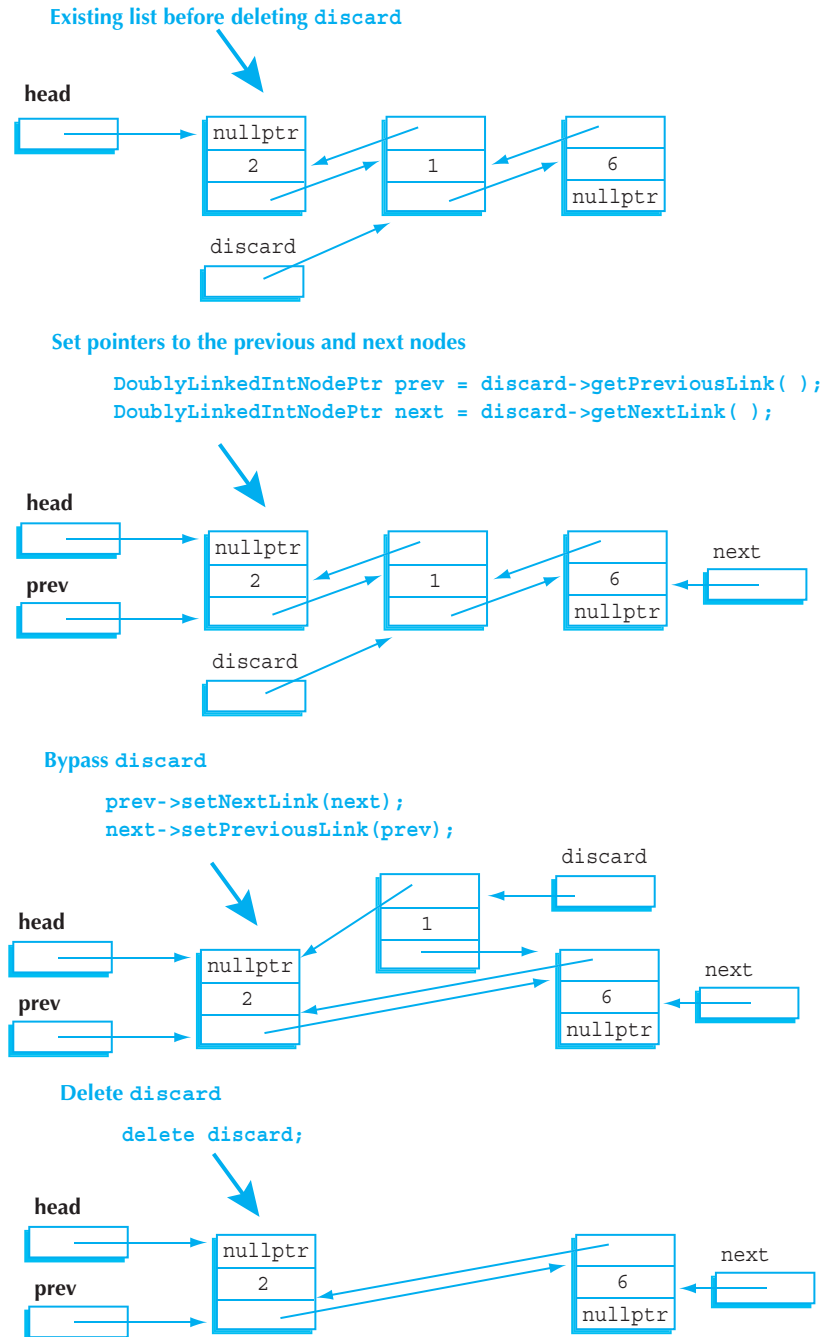 Existing list before deleting discard
head
nullptr
2
1
6
nullptr
discard
Set pointers to the previous and next nodes
DoublyLinkedIntNodePtr prev = discard->getPreviousLink( );
DoublyLinkedIntNodePtr next = discard->getNextLink( );
head
nullptr
next
2
1
6
prev
nullptr
discard
Bypass discard
prev->setNextLink(next);
next->setPreviousLink(prev);
discard
1
head
nullptr
next
2
6
prev
nullptr
Delete discard
delete discard;
head
nullptr
next
2
6
prev
nullptr